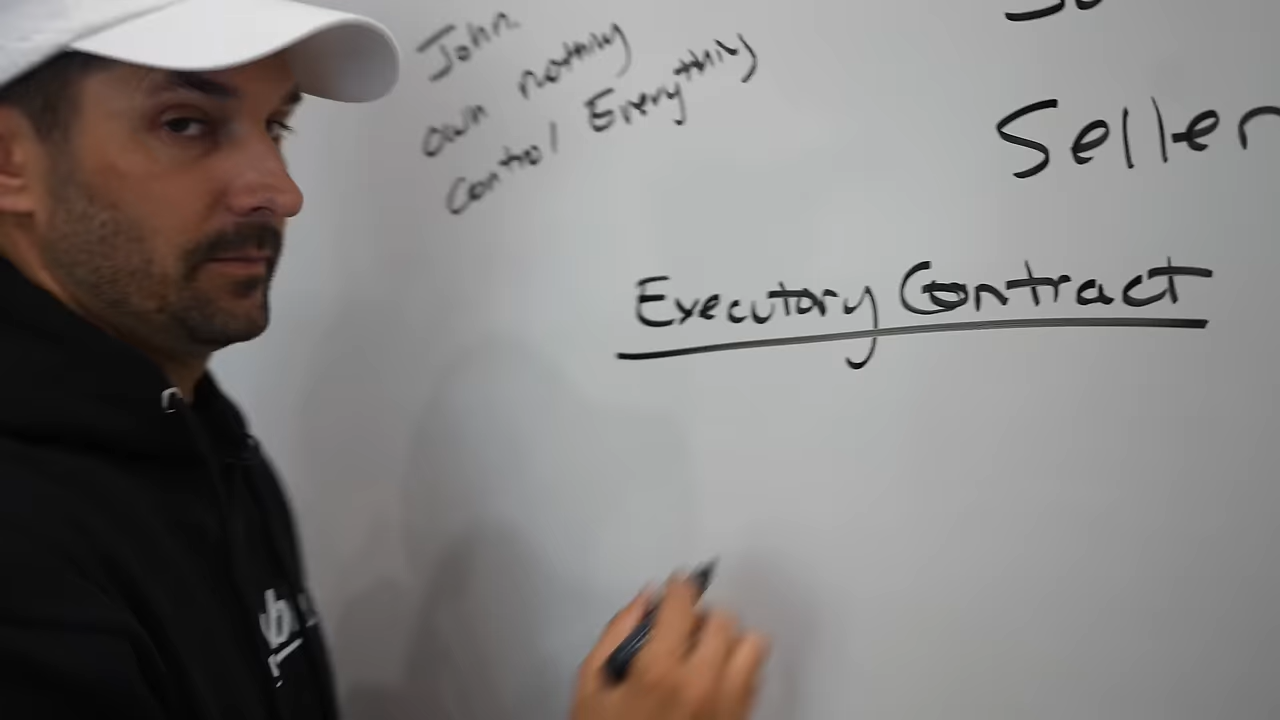 John
own nothing
Control Everything
Seller
Executory Contract